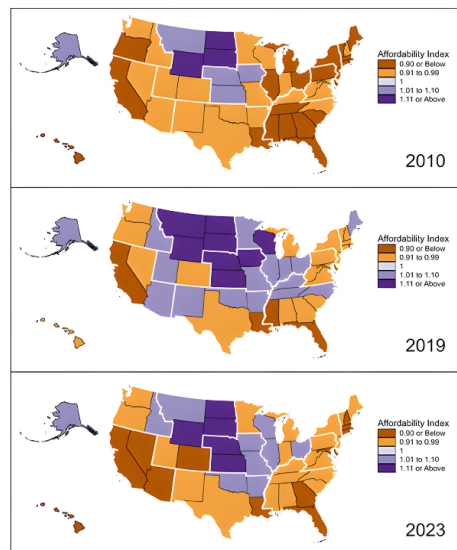 Affordability Index
0.90 or Below
0.91 to 0.99
1
1.01 to 1.10
1.11 or Above
2010
Affordability Index
0.90 or Below
0.91 to 0.99
1
1.01 to 1.10
1.11 or Above
2019
Affordability Index
0.90 or Below
0.91 to 0.99
1
1.01 to 1.10
1.11 or Above
2023